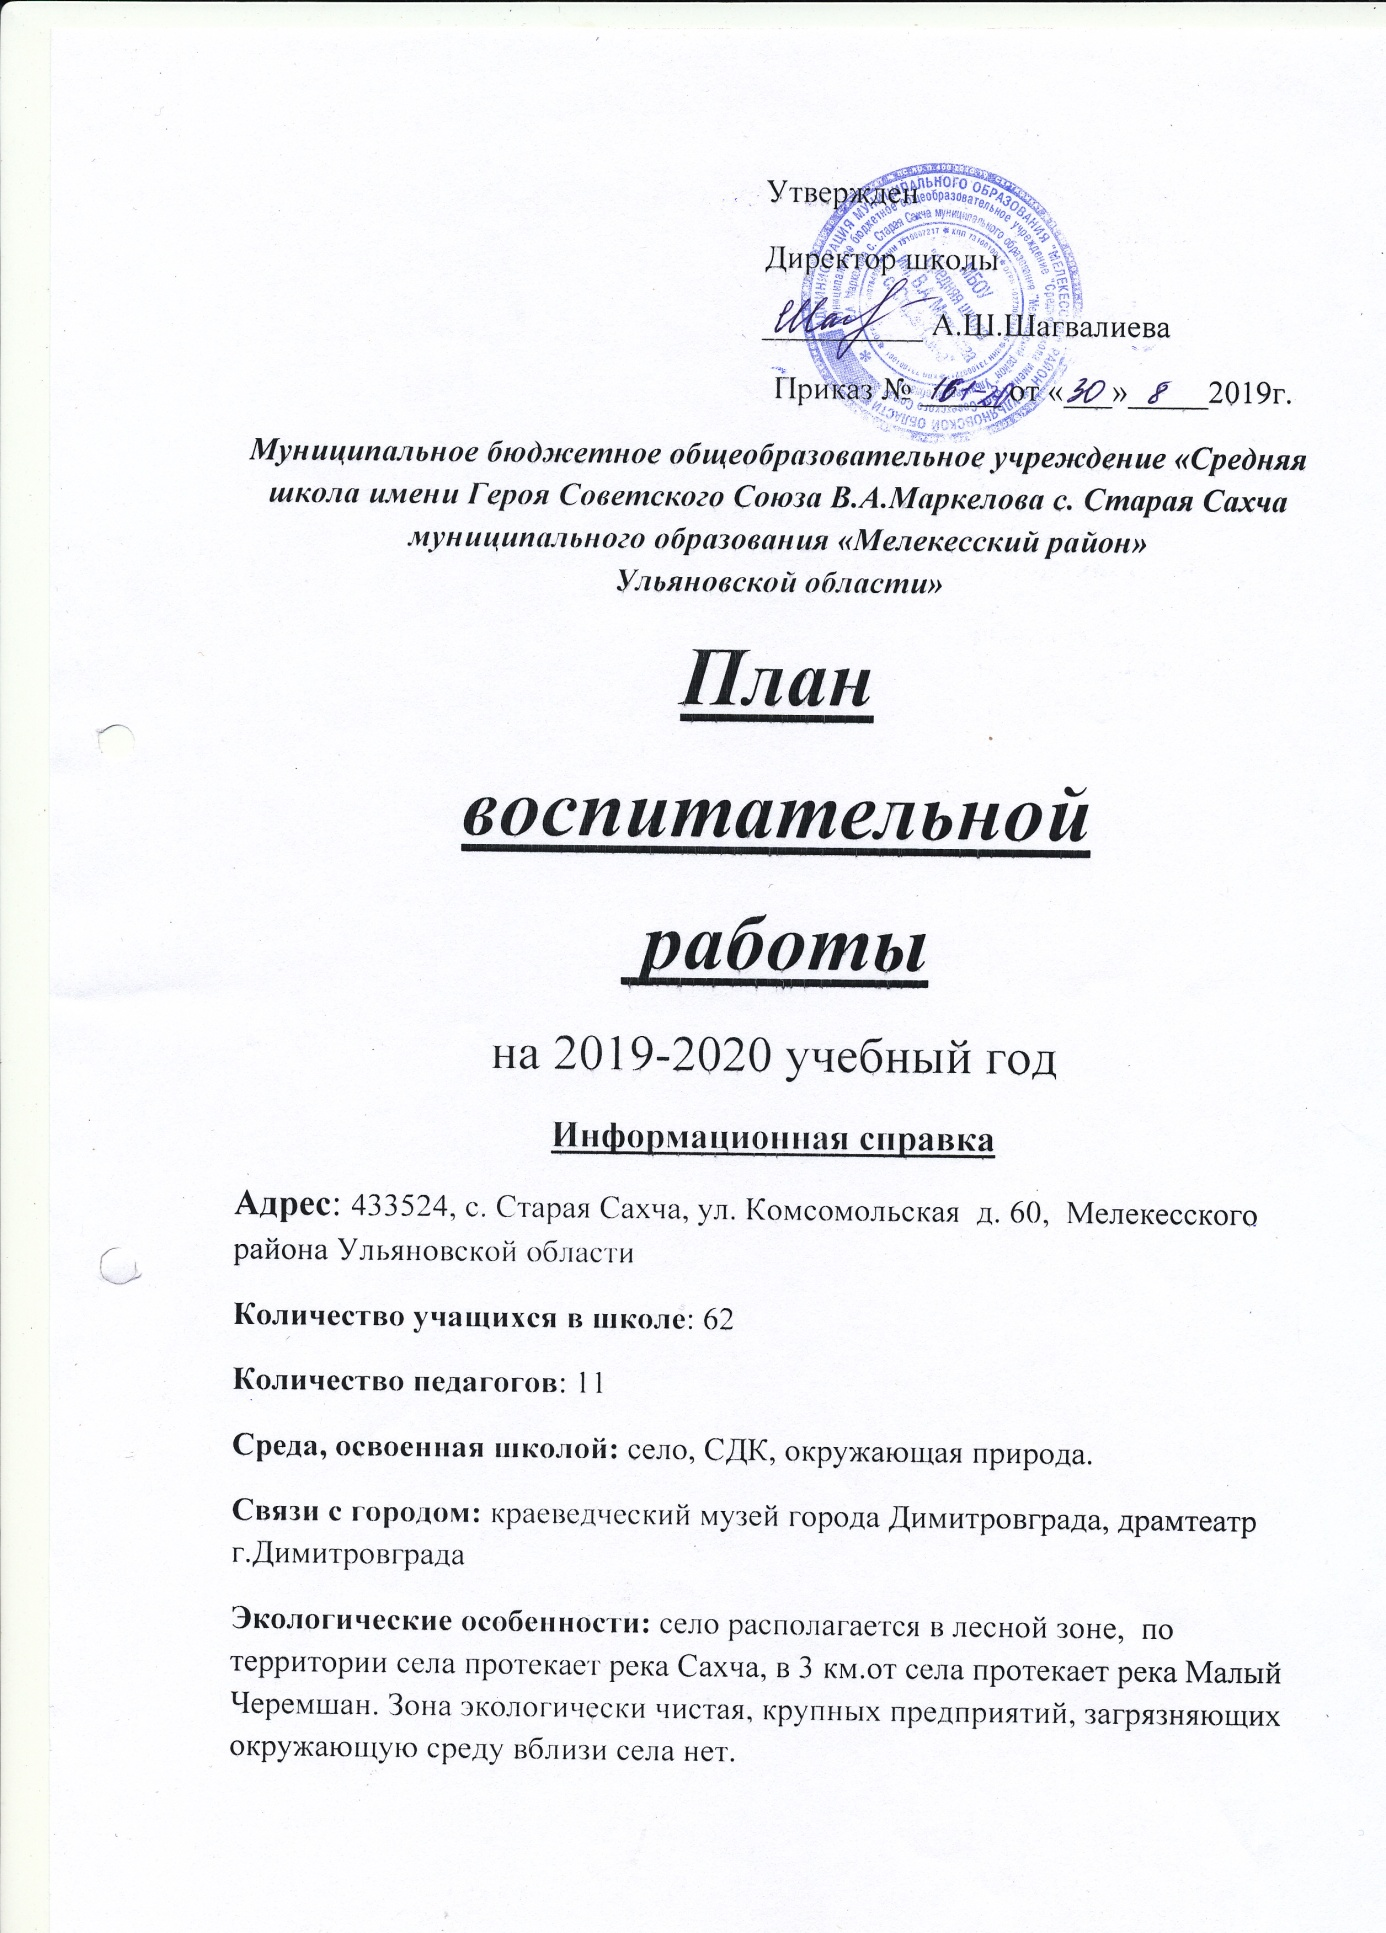 Утвержден
Директор школы
А.Ш.Шагвалиева
Приказ № от «30» 8 2019г.
Муниципальное бюджетное общеобразовательное учреждение «Средняя
школа имени Героя Советского Союза В.А.Маркелова с. Старая Сахча
муниципального образования «Мелекесский район»
Ульяновской области»
План
воспитательной
работы
на 2019-2020 учебный год
Информационная справка
Адрес: 433524, с. Старая Сахча, ул. Комсомольская д. 60, Мелекесского
района Ульяновской области
Количество учащихся в школе: 62
Количество педагогов: 11
Среда, освоенная школой: село, СДК, окружающая природа.
Связи с городом: краеведческий музей города Димитровграда, драмтеатр
г.Димитровграда
Экологические особенности: село располагается в лесной зоне, по
территории села протекает река Сахча, в 3 км.от села протекает река Малый
Черемшан. Зона экологически чистая, крупных предприятий, загрязняющих
окружающую среду вблизи села нет.